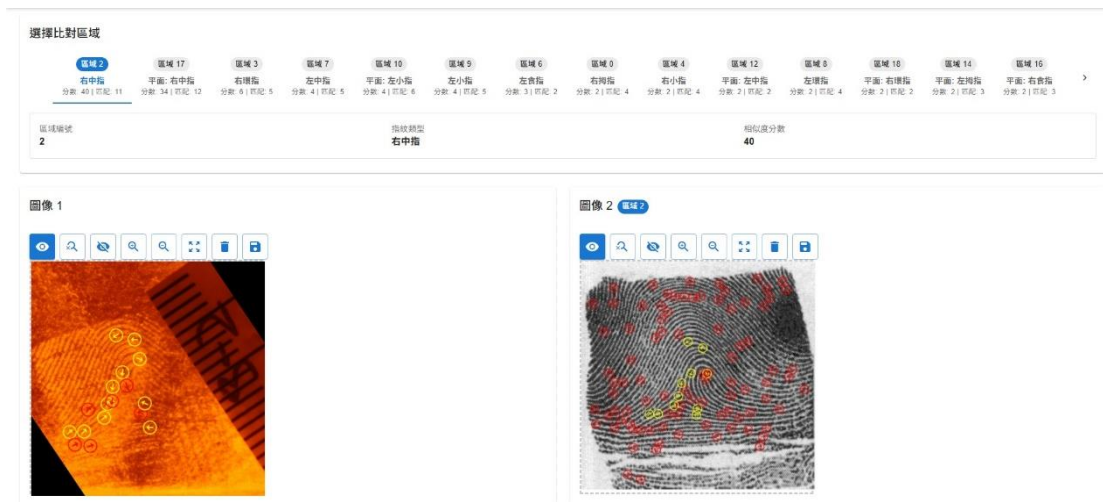 選擇比對區域
區域 2 區域 17 區域 3 區域 7 區域 10 區域 9 區域 6 區域 0 區域 4 區域 12 區域 8 區域 18 區域 14 區域 16
右中指 平面: 右中指 右環指 左中指 平面: 左小指 左小指 左食指 右拇指 右小指 平面: 左中指 左環指 平面: 右環指 平面: 左拇指 平面: 右食指
分數: 40 | 匹配: 11 分數: 34 | 匹配: 12 分數: 6 | 匹配: 5 分數: 4 | 匹配: 5 分數: 4 | 匹配: 6 分數: 4 | 匹配: 5 分數: 3 | 匹配: 2 分數: 2 | 匹配: 4 分數: 2 | 匹配: 4 分數: 2 | 匹配: 2 分數: 2 | 匹配: 4 分數: 2 | 匹配: 2 分數: 2 | 匹配: 3 分數: 2 | 匹配: 3
區域編號 指紋類型 相似度分數
2 右中指 40
圖像 1 圖像 2 區域 2